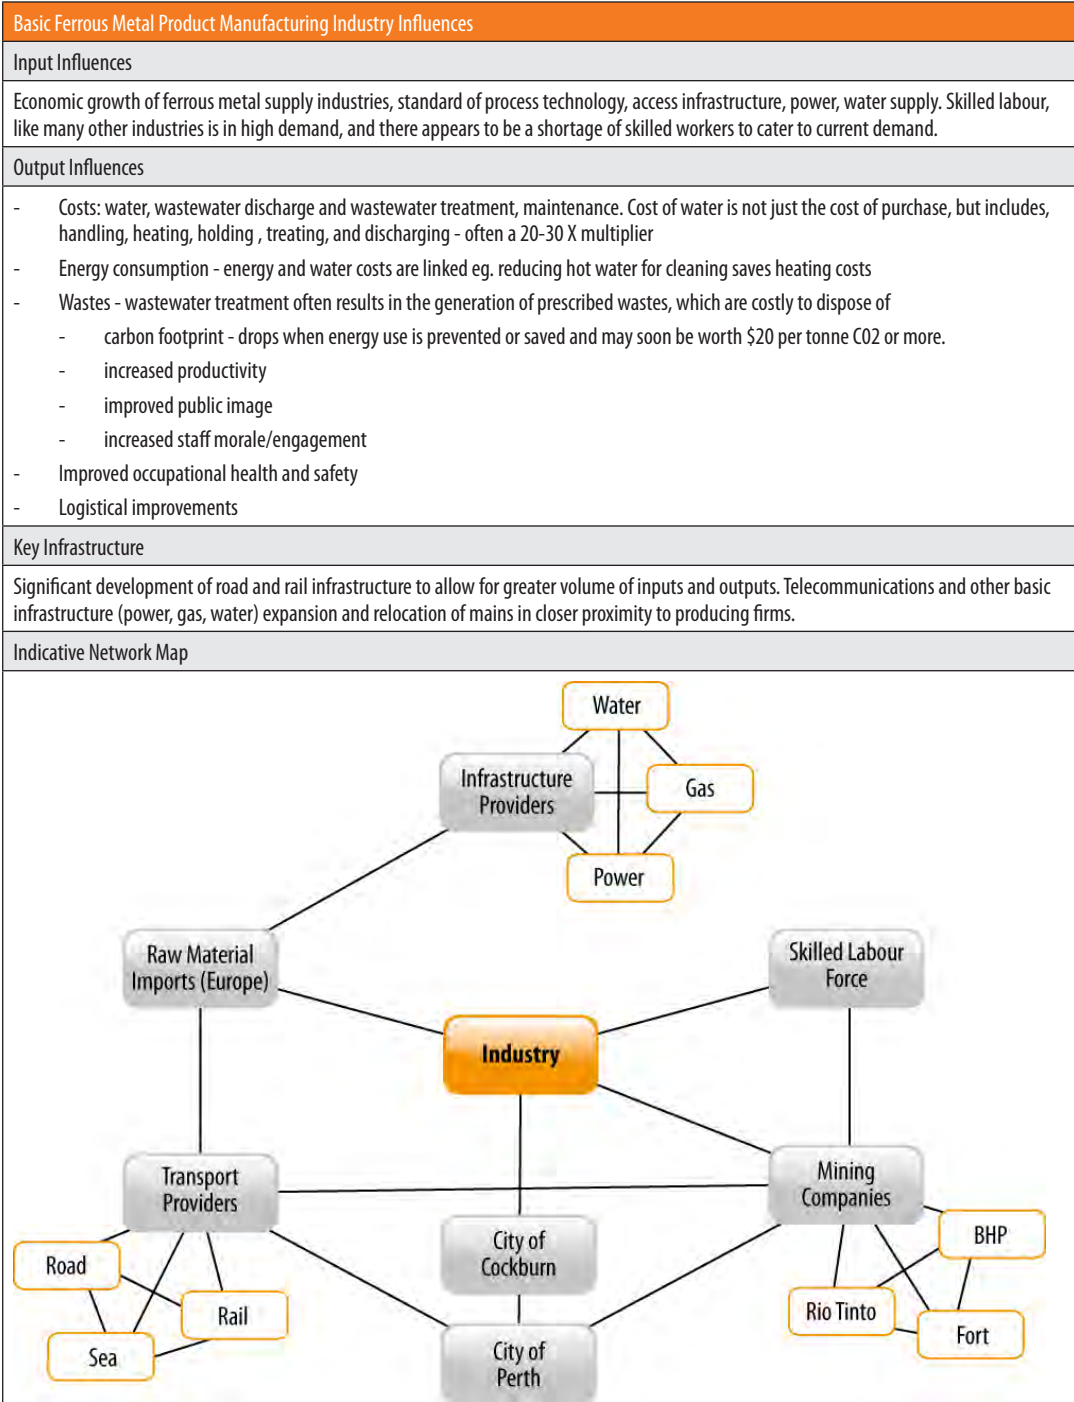 Basic Ferrous Metal Product Manufacturing Industry Influences
Input Influences
Economic growth of ferrous metal supply industries, standard of process technology, access infrastructure, power, water supply. Skilled labour,
like many other industries is in high demand, and there appears to be a shortage of skilled workers to cater to current demand.
Output Influences
- Costs: water, wastewater discharge and wastewater treatment, maintenance. Cost of water is not just the cost of purchase, but includes,
handling, heating, holding , treating, and discharging - often a 20-30 X multiplier
- Energy consumption - energy and water costs are linked eg. reducing hot water for cleaning saves heating costs
- Wastes - wastewater treatment often results in the generation of prescribed wastes, which are costly to dispose of
- carbon footprint - drops when energy use is prevented or saved and may soon be worth $20 per tonne C02 or more.
- increased productivity
- improved public image
- increased staff morale/engagement
- Improved occupational health and safety
- Logistical improvements
Key Infrastructure
Significant development of road and rail infrastructure to allow for greater volume of inputs and outputs. Telecommunications and other basic
infrastructure (power, gas, water) expansion and relocation of mains in closer proximity to producing firms.
Indicative Network Map
Water
Infrastructure
Providers
Gas
Power
Raw Material
Imports (Europe)
Skilled Labour
Force
Industry
Transport
Providers
Mining
Companies
City of
Cockburn
BHP
Road
Rail
Rio Tinto
Fort
Sea
City of
Perth